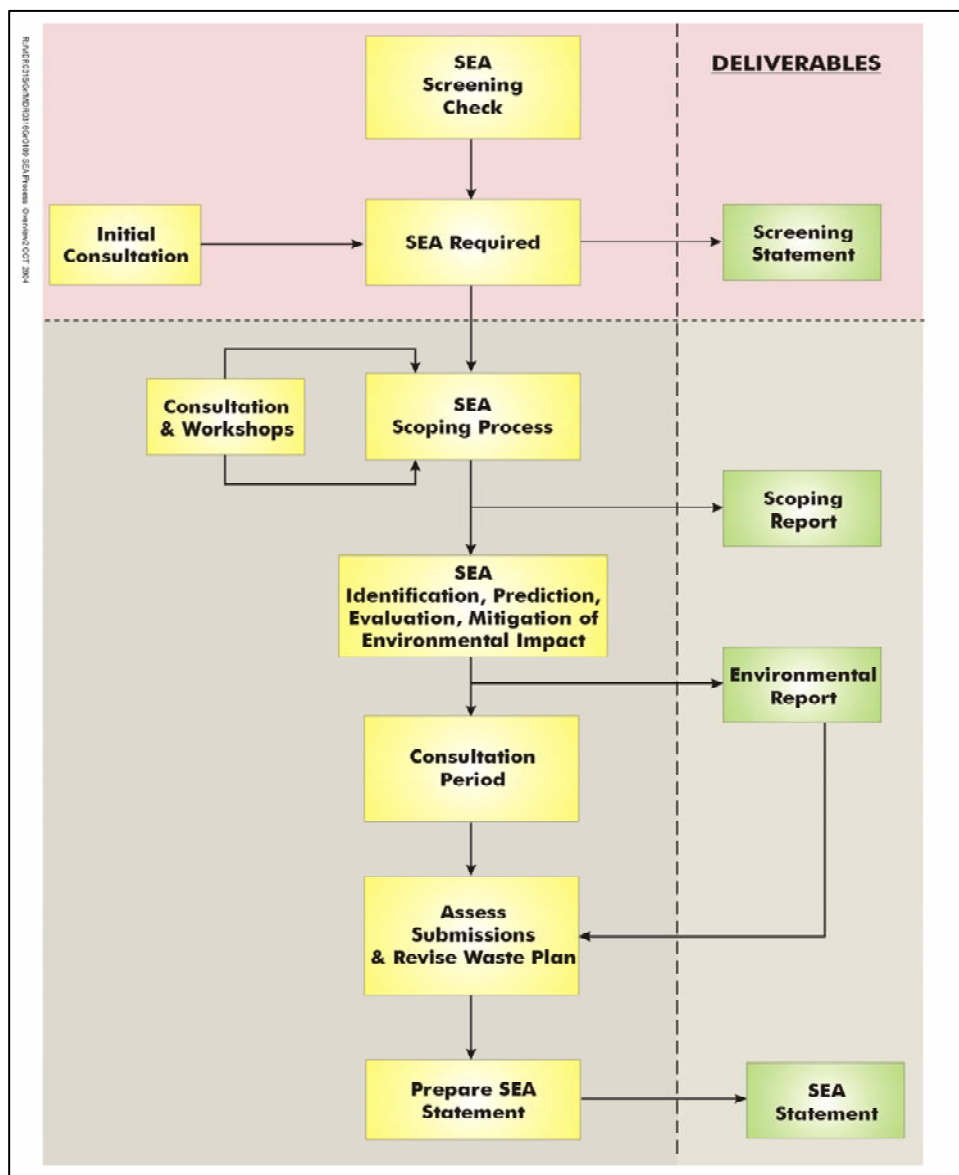 SEA
Screening
Check
DELIVERABLES
Initial
Consultation
SEA Required
Screening
Statement
Consultation
& Workshops
SEA
Scoping Process
Scoping
Report
SEA
Identification, Prediction,
Evaluation, Mitigation of
Environmental Impact
Environmental
Report
Consultation
Period
Assess
Submissions
& Revise Waste Plan
Prepare SEA
Statement
SEA
Statement